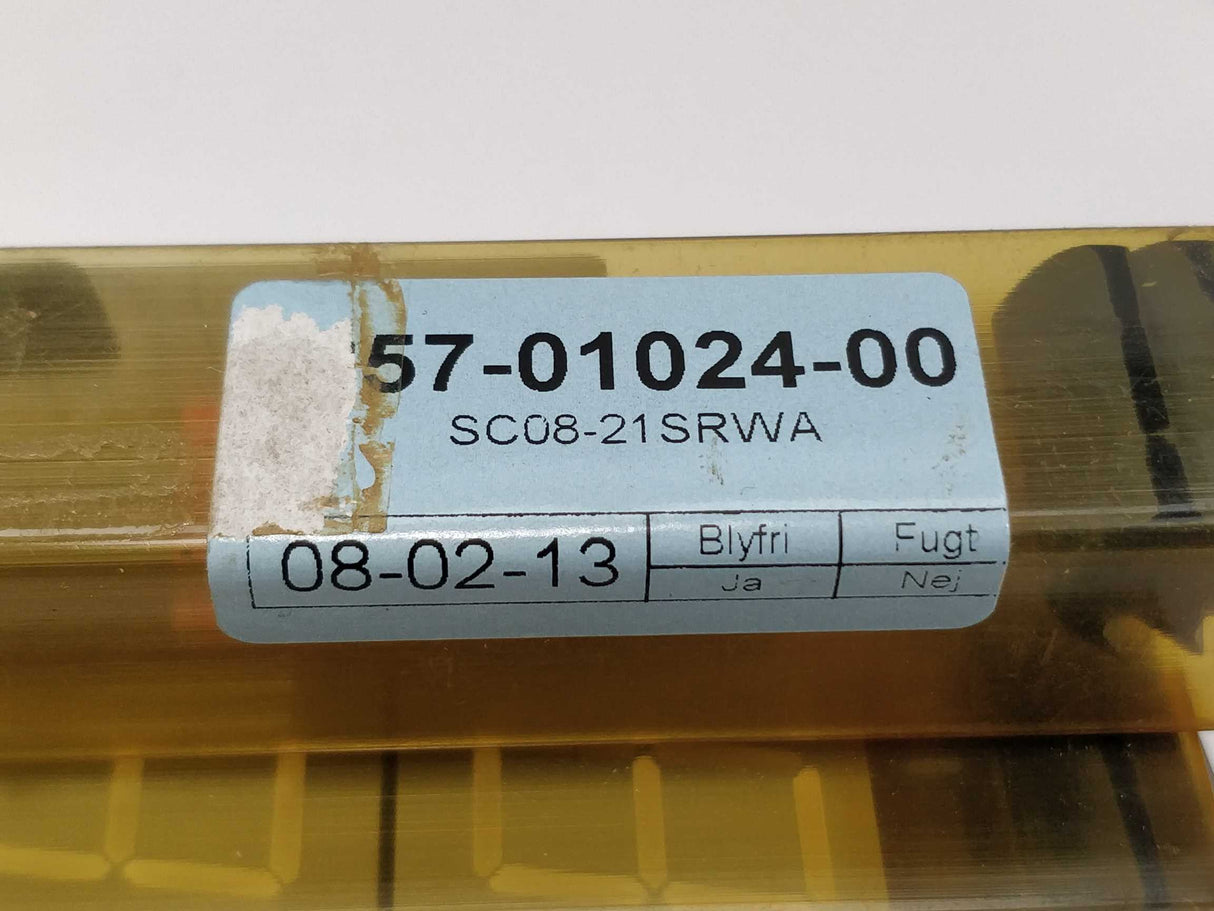 57-01024-00
SC08-21SRWA
08-02-13 Blyfri Fugt
Ja Nej